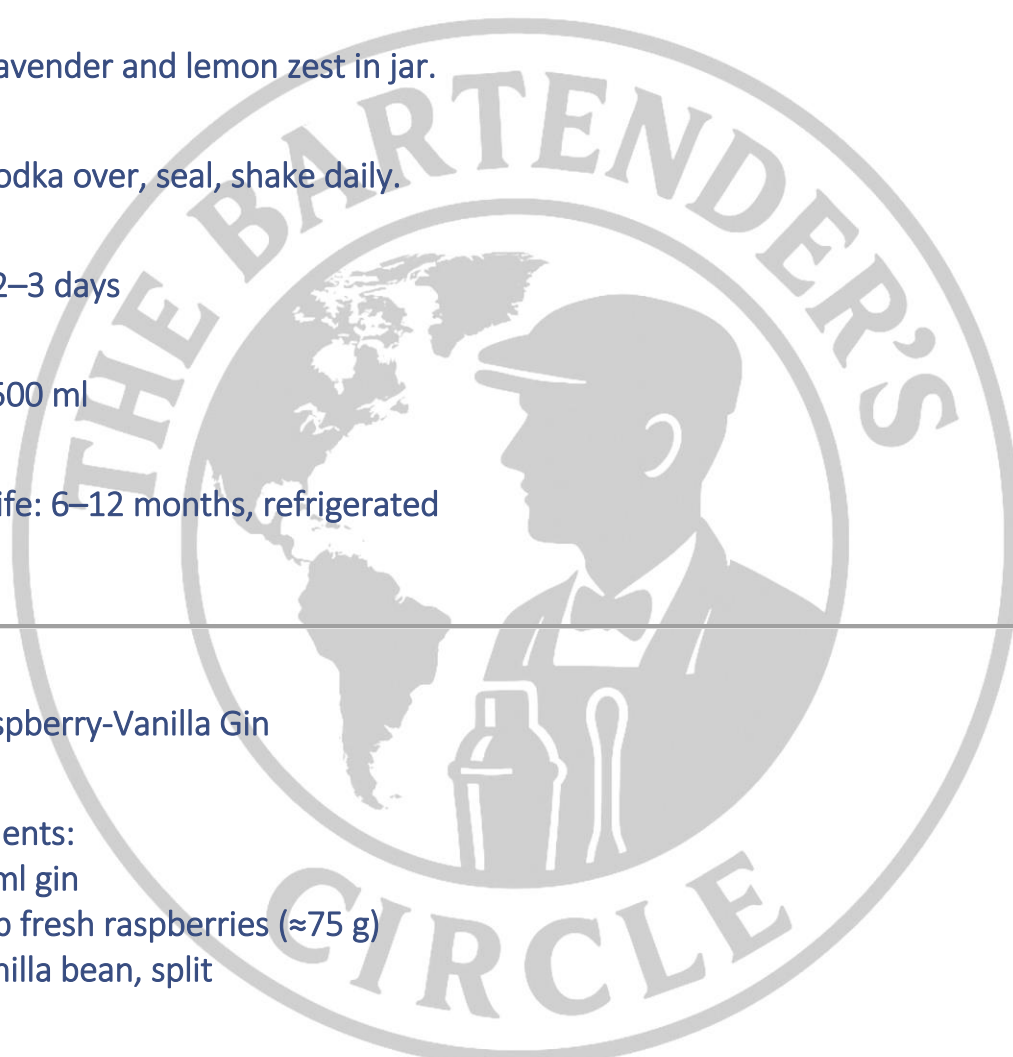 THE BARTENDER'S
CIRCLE
avender and lemon zest in jar.
odka over, seal, shake daily.
2–3 days
500 ml
ife: 6–12 months, refrigerated
spberry-Vanilla Gin
ients:
ml gin
p fresh raspberries (≈75 g)
nilla bean, split